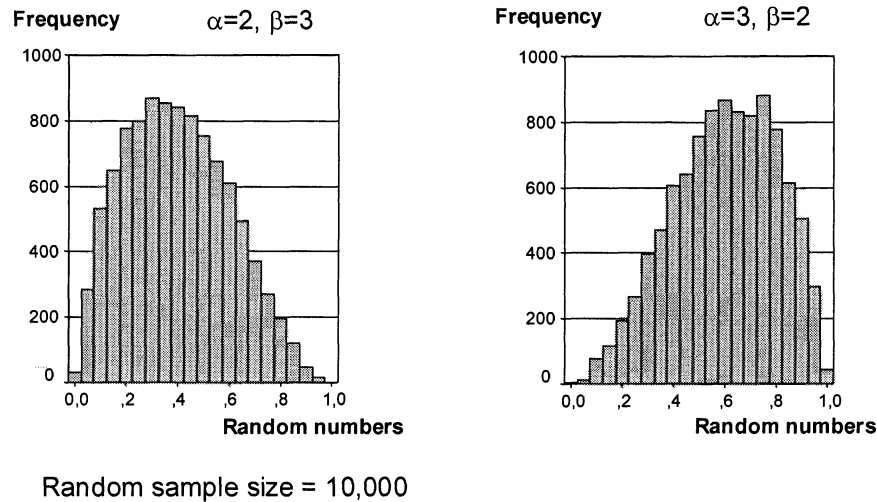 Frequency
α=2, β=3
1000
800
600
400
200
0
0,0 ,2 ,4 ,6 ,8 1,0
Random numbers
Frequency
α=3, β=2
1000
800
600
400
200
0
0,0 ,2 ,4 ,6 ,8 1,0
Random numbers
Random sample size = 10,000